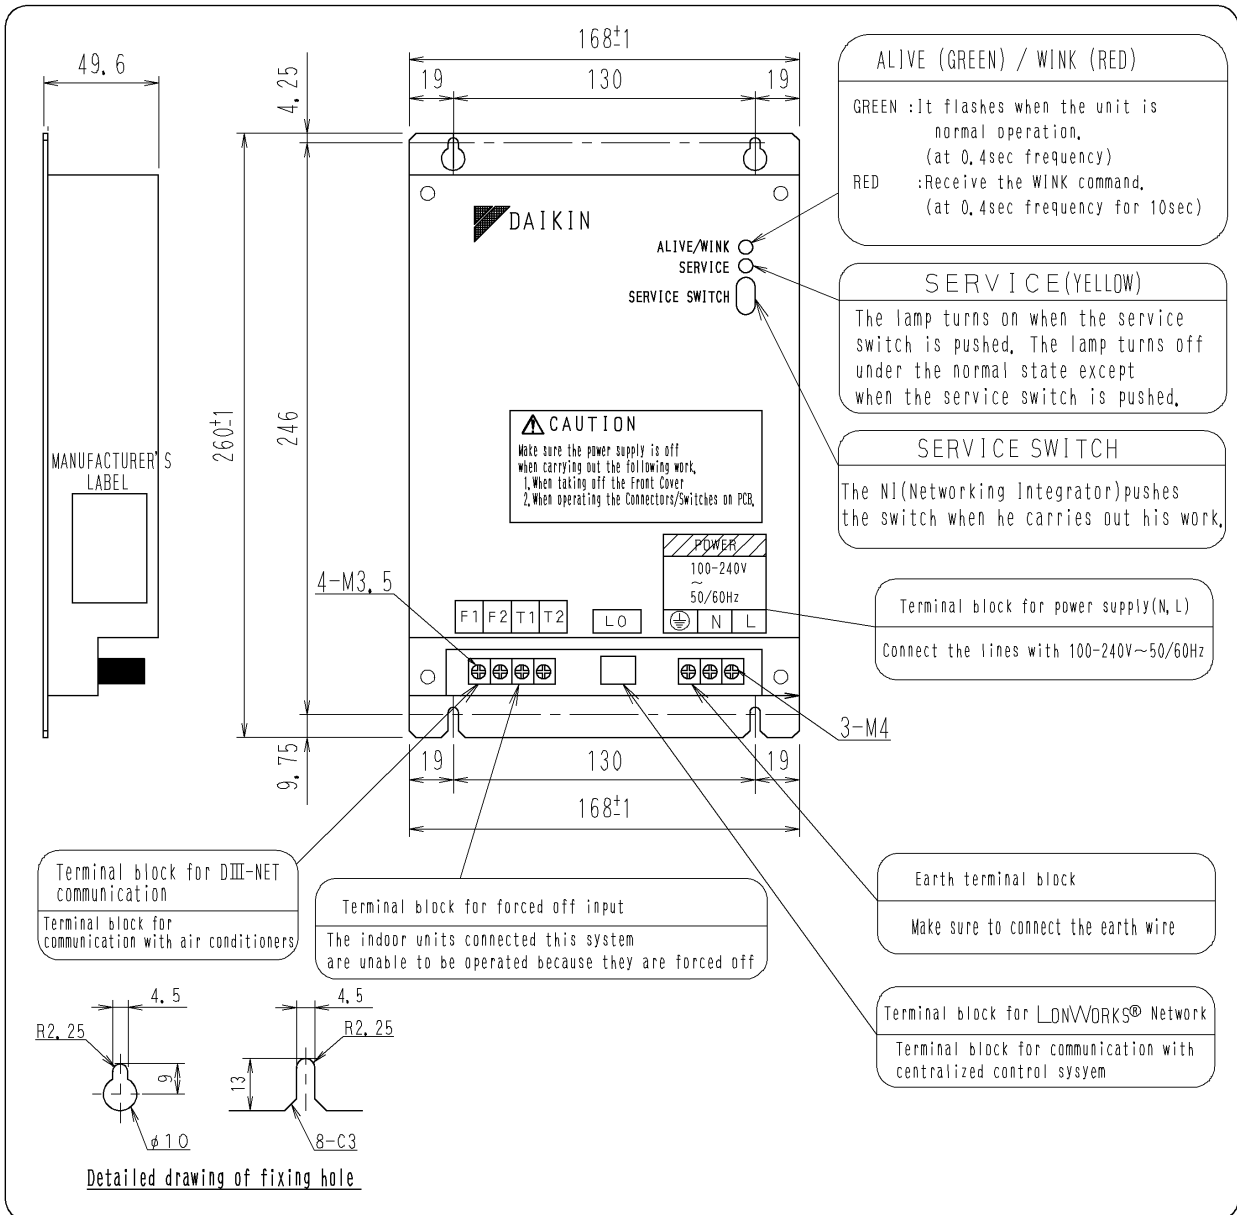 49.6
4.25
168±1
19
130
19
260±1
246
9.75
MANUFACTURER'S
LABEL
DAIKIN
ALIVE/WINK
SERVICE
SERVICE SWITCH
CAUTION
Make sure the power supply is off
when carrying out the following work.
1.When taking off the Front Cover
2.When operating the Connectors/Switches on PCB.
POWER
100-240V
~
50/60Hz
N
L
4-M3.5
F1
F2
T1
T2
LO
3-M4
19
130
19
168±1
ALIVE (GREEN) / WINK (RED)
GREEN :It flashes when the unit is
normal operation.
(at 0.4sec frequency)
RED :Receive the WINK command.
(at 0.4sec frequency for 10sec)
SERVICE(YELLOW)
The lamp turns on when the service
switch is pushed. The lamp turns off
under the normal state except
when the service switch is pushed.
SERVICE SWITCH
The NI(Networking Integrator)pushes
the switch when he carries out his work.
Terminal block for power supply(N,L)
Connect the lines with 100-240V~50/60Hz
Terminal block for DIII-NET
communication
Terminal block for
communication with air conditioners
Terminal block for forced off input
The indoor units connected this system
are unable to be operated because they are forced off
Earth terminal block
Make sure to connect the earth wire
Terminal block for LONWORKS® Network
Terminal block for communication with
centralized control sysyem
4.5
R2.25
9
φ10
4.5
R2.25
13
8-C3
Detailed drawing of fixing hole